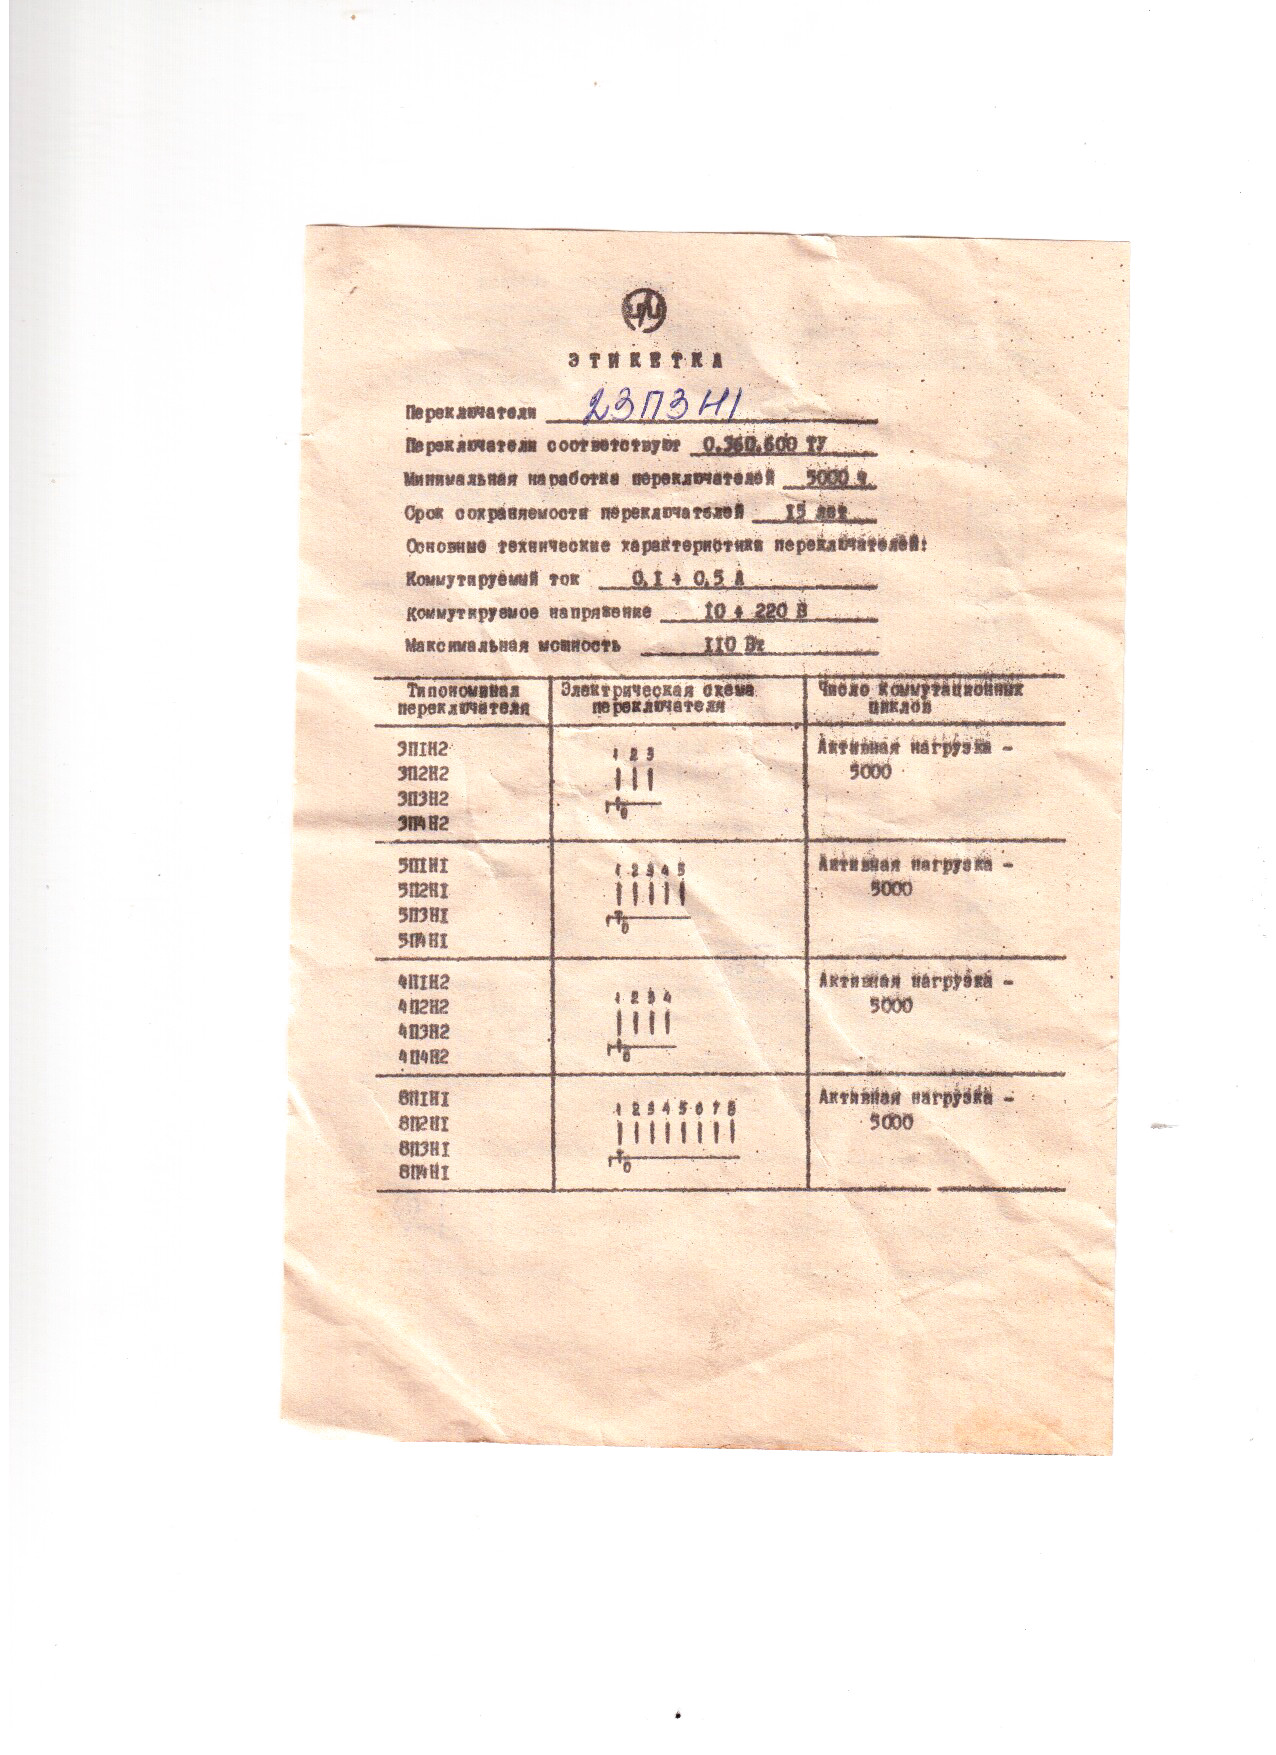 ЭТИКЕТКА
Переключатели 23П3Н1
Переключатели соответствуют 0.360.600 ТУ
Минимальная наработка переключателей 5000 ч
Срок сохраняемости переключателей 15 лет
Основные технические характеристики переключателей:
Коммутируемый ток 0,1 + 0,5 А
Коммутируемое напряжение 10 + 220 В
Максимальная мощность 110 Вт
Типономинал переключателя Электрическая схема переключателя Число коммутационных циклов
3П1Н2
3П2Н2
3П3Н2
3П4Н2
1 2 3
0
Активная нагрузка -
5000
5П1Н1
5П2Н1
5П3Н1
5П4Н1
1 2 3 4 5
0
Активная нагрузка -
5000
4П1Н2
4П2Н2
4П3Н2
4П4Н2
1 2 3 4
0
Активная нагрузка -
5000
8П1Н1
8П2Н1
8П3Н1
8П4Н1
1 2 3 4 5 6 7 8
0
Активная нагрузка -
5000